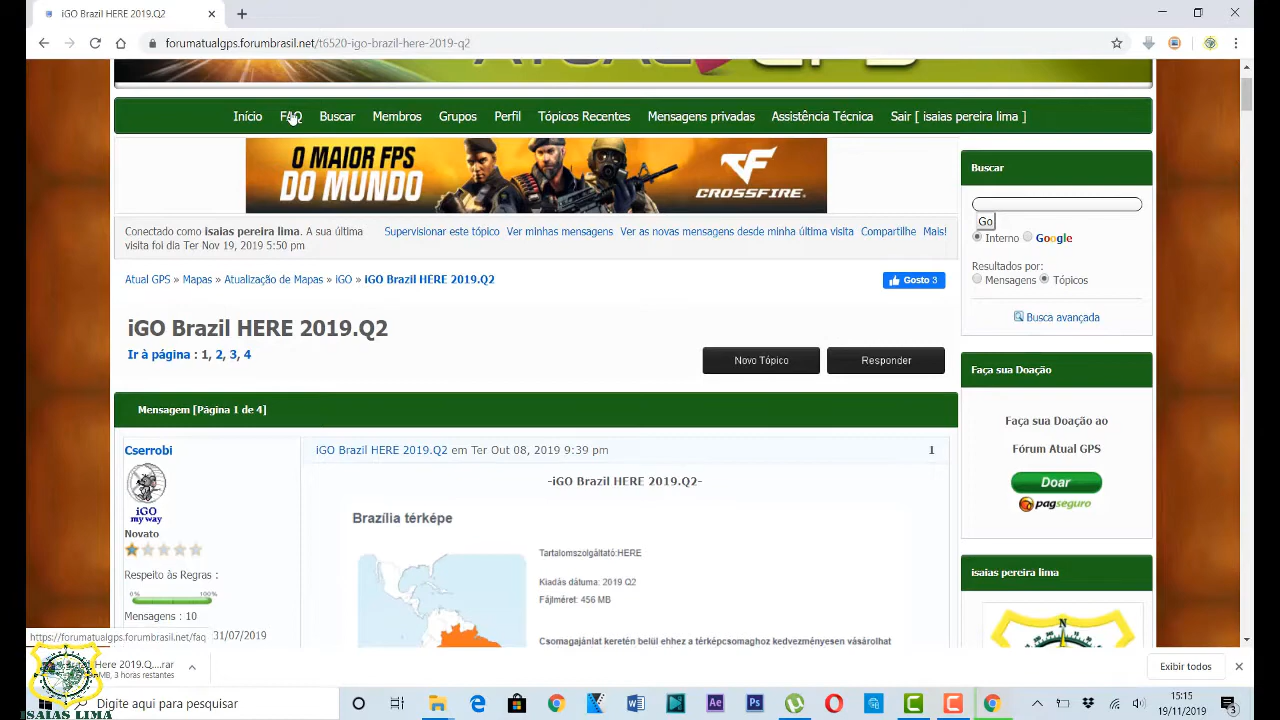 iGO Brazil HERE 2019.Q2
forumatualgps.forumbrasil.net/t6520-igo-brazil-here-2019-q2
Início FAQ Buscar Membros Grupos Perfil Tópicos Recentes Mensagens privadas Assistência Técnica Sair [ isaias pereira lima ]
O MAIOR FPS
DO MUNDO
CROSSFIRE
Conectado como isaias pereira lima. A sua última
visita foi dia Ter Nov 19, 2019 5:50 pm
Supervisionar este tópico Ver minhas mensagens Ver as novas mensagens desde minha última visita Compartilhe Mais!
Atual GPS » Mapas » Atualização de Mapas » iGO » iGO Brazil HERE 2019.Q2
Gosto 3
iGO Brazil HERE 2019.Q2
Ir à página : 1, 2, 3, 4
Novo Tópico Responder
Mensagem [Página 1 de 4]
Cserrobi
iGO
my way
Novato
Respeito às Regras :
0% 100%
Mensagens : 10
31/07/2019
iGO Brazil HERE 2019.Q2 em Ter Out 08, 2019 9:39 pm 1
-iGO Brazil HERE 2019.Q2-
Brazília térképe
Tartalomszolgáltató:HERE
Kiadás dátuma: 2019 Q2
Fájlméret: 456 MB
Csomagajánlat keretén belül ehhez a térképcsomaghoz kedvezményesen vásárolhat
Buscar
Go
Interno Google
Resultados por:
Mensagens Tópicos
Busca avançada
Faça sua Doação
Faça sua Doação ao
Fórum Atual GPS
Doar
pagseguro
isaias pereira lima
https://forumatualgps.forumbrasil.net/faq
Here 2019.Q....rar
MB, 3 horas restantes
Exibir todos
Digite aqui para pesquisar
15:15
19/11/2019
3
ISAIAS LIMA